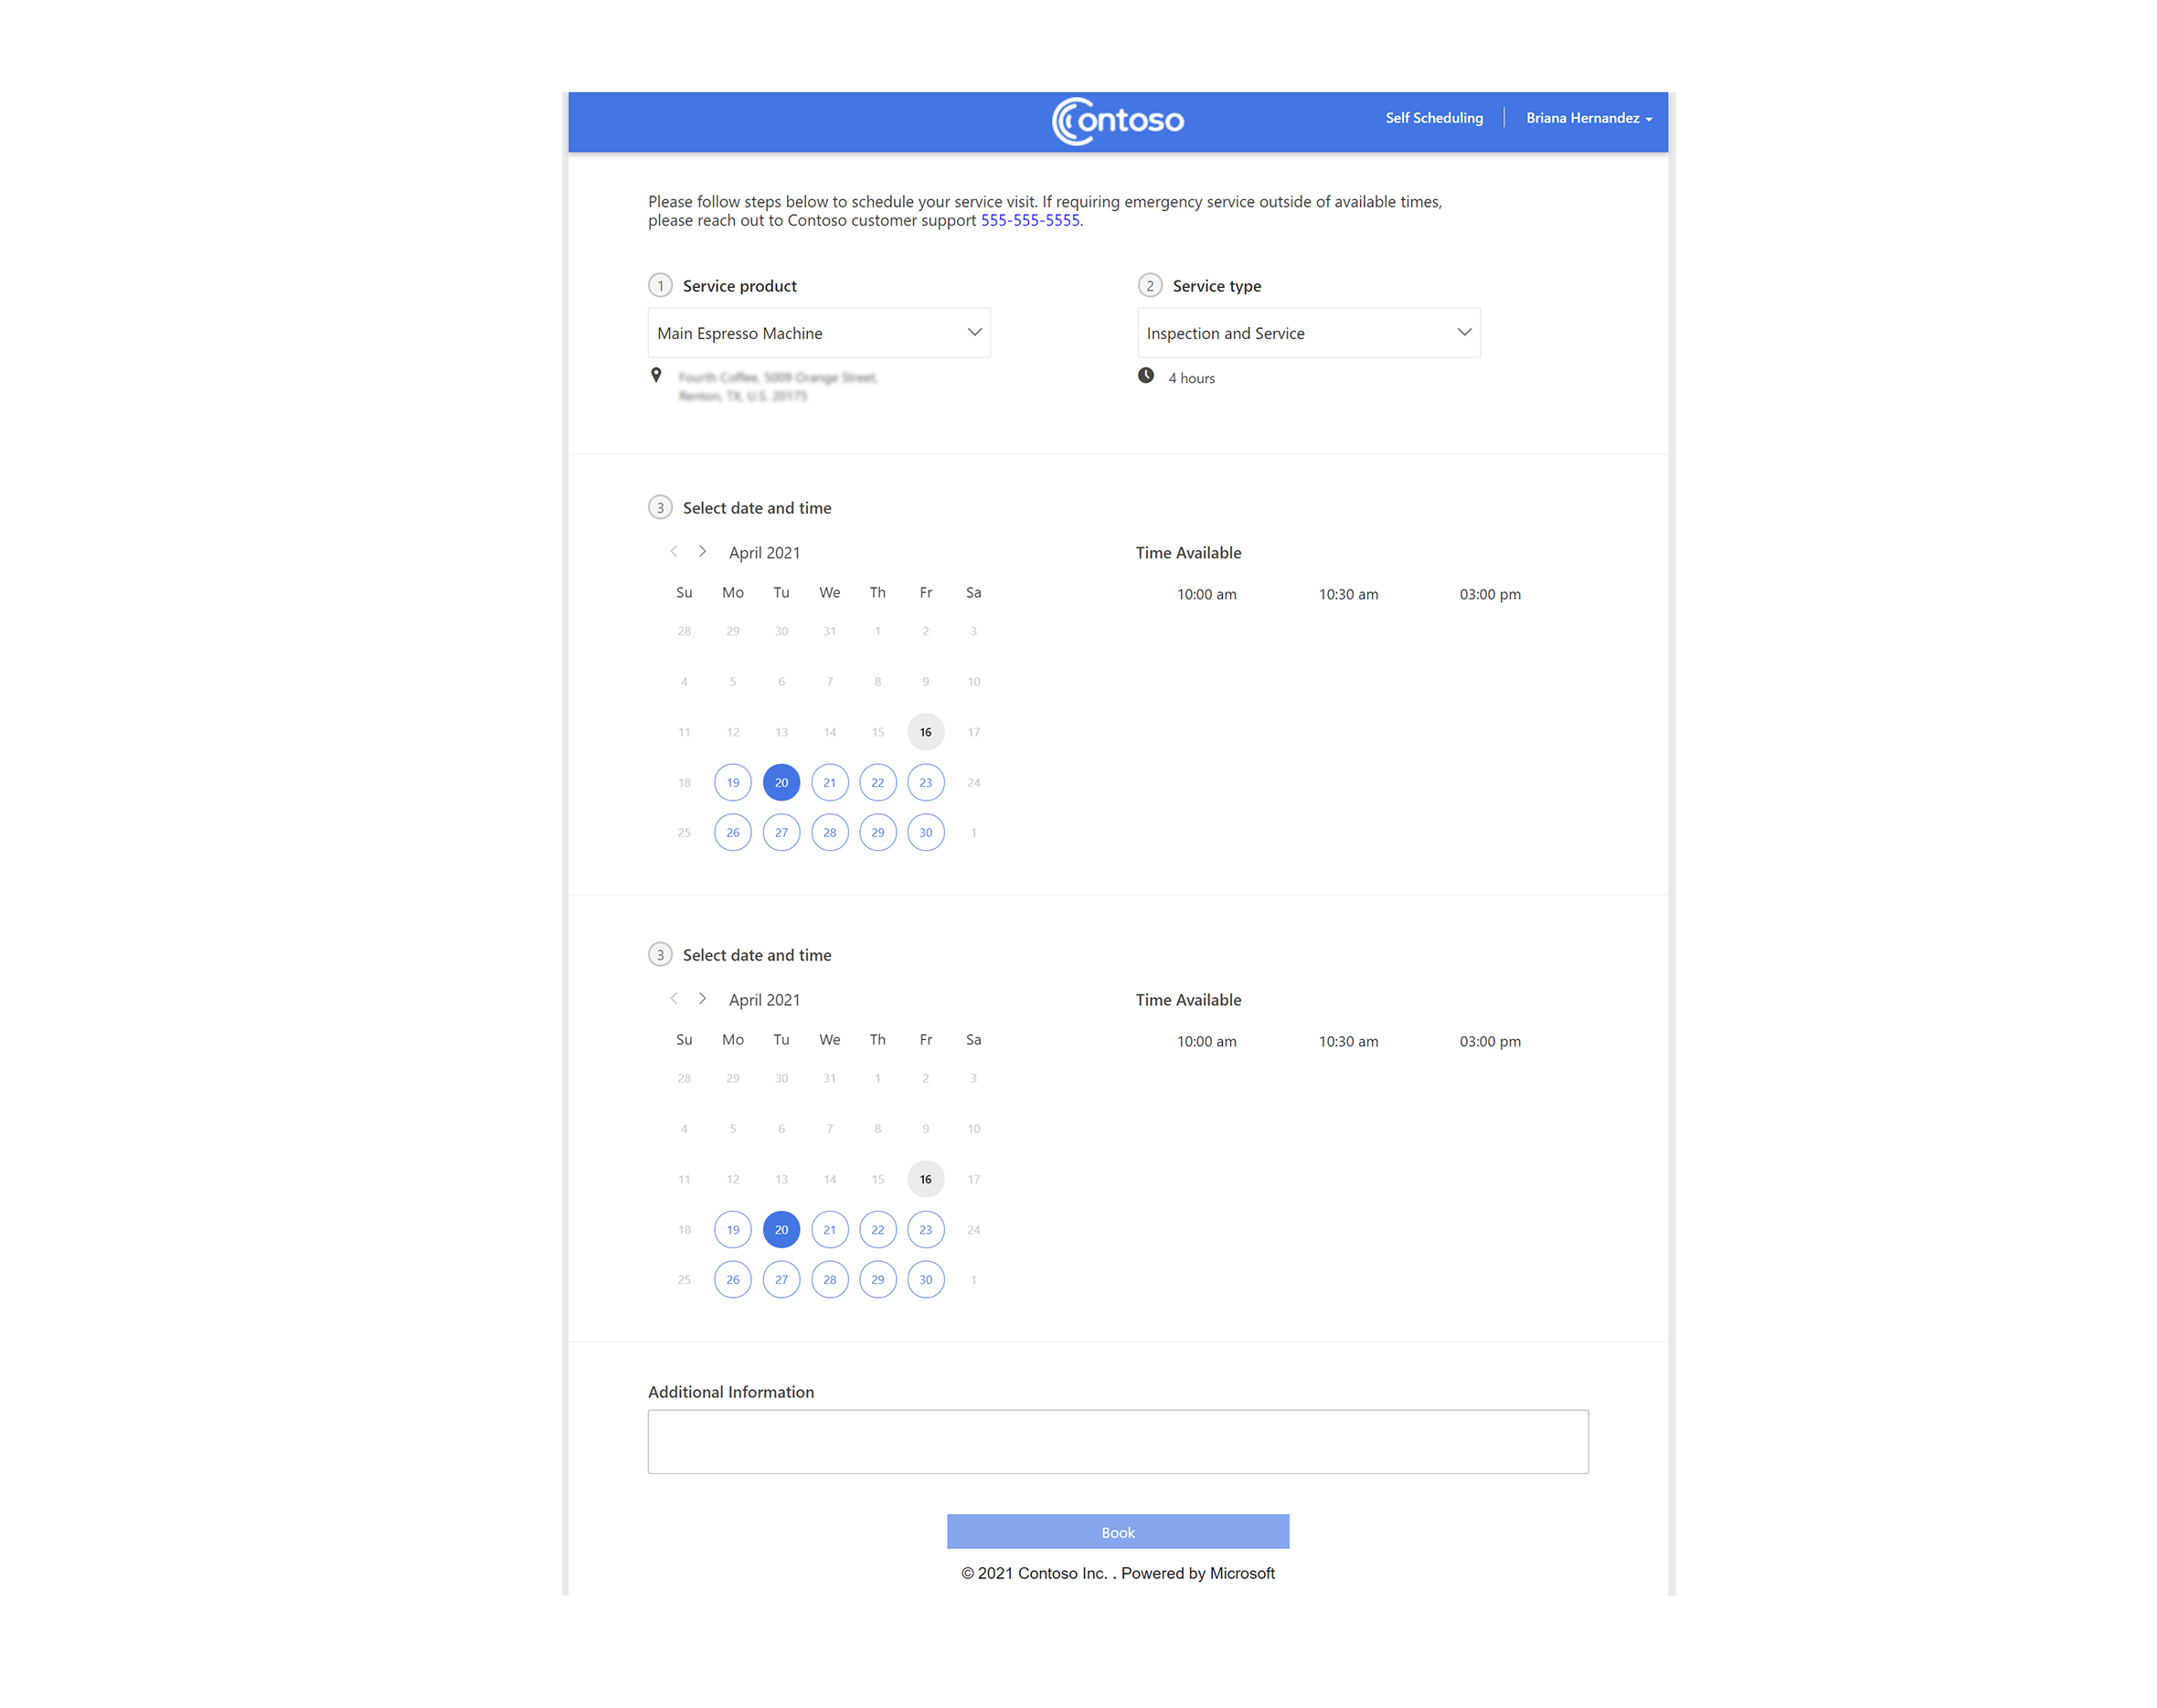 Contoso
Self Scheduling
Briana Hernandez
Please follow steps below to schedule your service visit. If requiring emergency service outside of available times,
please reach out to Contoso customer support 555-555-5555.
1 Service product
2 Service type
Main Espresso Machine
Inspection and Service
Fourth Coffee, 5009 Orange Street,
Renton, TX, U.S. 20175
4 hours
3 Select date and time
April 2021
Time Available
Su Mo Tu We Th Fr Sa
10:00 am 10:30 am 03:00 pm
28 29 30 31 1 2 3
4 5 6 7 8 9 10
11 12 13 14 15 16 17
18 19 20 21 22 23 24
25 26 27 28 29 30 1
3 Select date and time
April 2021
Time Available
Su Mo Tu We Th Fr Sa
10:00 am 10:30 am 03:00 pm
28 29 30 31 1 2 3
4 5 6 7 8 9 10
11 12 13 14 15 16 17
18 19 20 21 22 23 24
25 26 27 28 29 30 1
Additional Information
Book
© 2021 Contoso Inc. . Powered by Microsoft